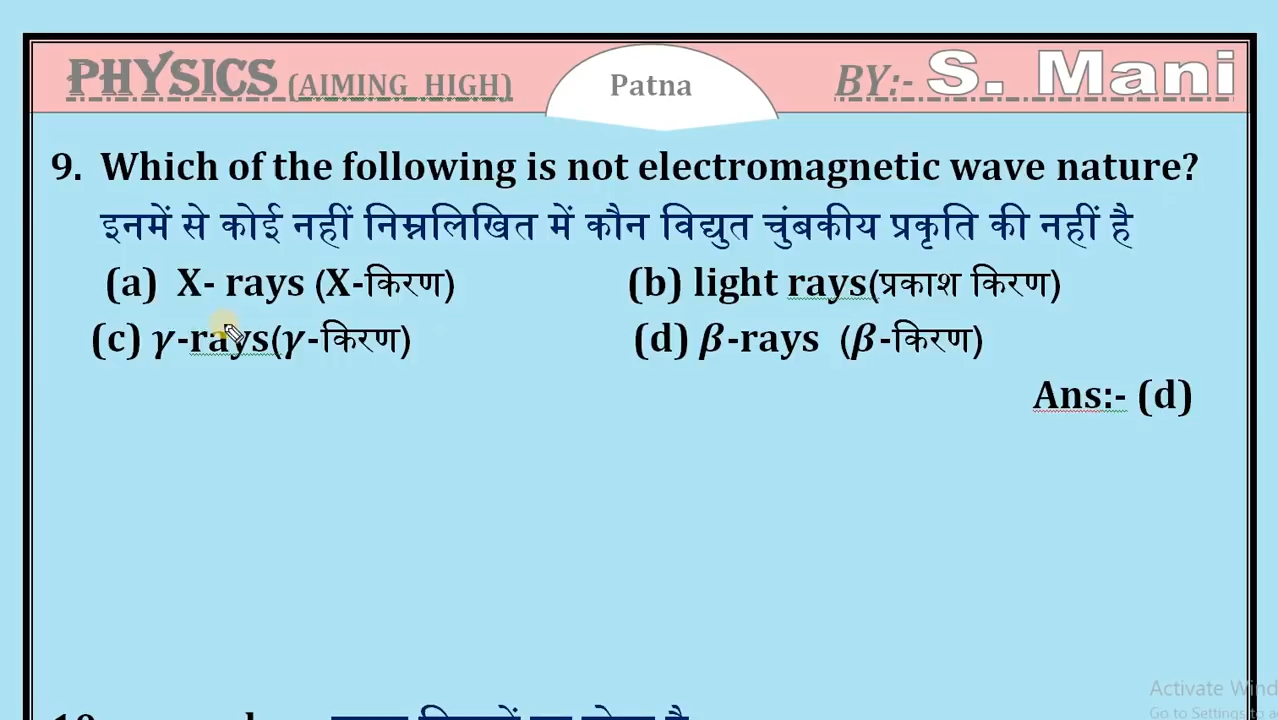 PHYSICS (AIMING HIGH) Patna BY:- S. Mani
9. Which of the following is not electromagnetic wave nature?
इनमें से कोई नहीं निम्नलिखित में कौन विद्युत चुंबकीय प्रकृति की नहीं है
(a) X- rays (X-किरण) (b) light rays(प्रकाश किरण)
(c) γ-rays(γ-किरण) (d) β-rays (β-किरण)
Ans:- (d)
Activate Wind
Go to Settings to a